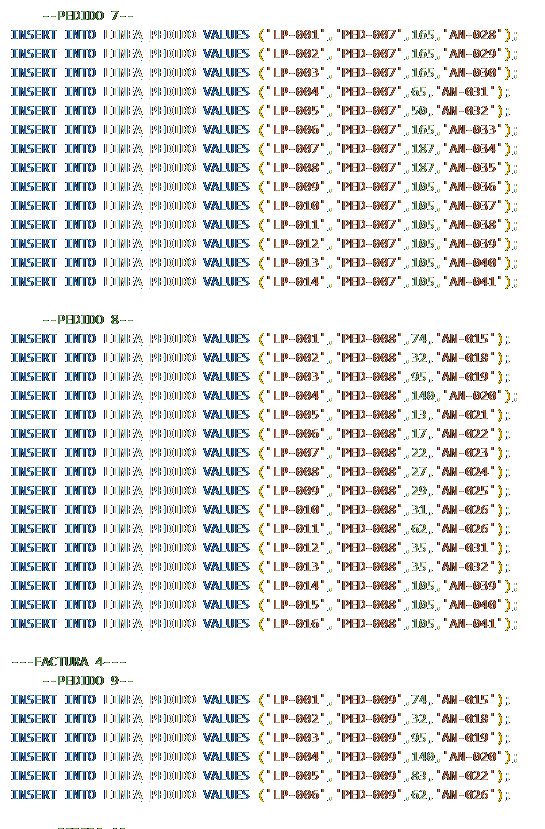 --PEDIDO 7--
INSERT INTO LINEA_PEDIDO VALUES ('LP-001','PED-007',165,'AN-028');
INSERT INTO LINEA_PEDIDO VALUES ('LP-002','PED-007',165,'AN-029');
INSERT INTO LINEA_PEDIDO VALUES ('LP-003','PED-007',165,'AN-030');
INSERT INTO LINEA_PEDIDO VALUES ('LP-004','PED-007',65,'AN-031');
INSERT INTO LINEA_PEDIDO VALUES ('LP-005','PED-007',50,'AN-032');
INSERT INTO LINEA_PEDIDO VALUES ('LP-006','PED-007',165,'AN-033');
INSERT INTO LINEA_PEDIDO VALUES ('LP-007','PED-007',187,'AN-034');
INSERT INTO LINEA_PEDIDO VALUES ('LP-008','PED-007',187,'AN-035');
INSERT INTO LINEA_PEDIDO VALUES ('LP-009','PED-007',105,'AN-036');
INSERT INTO LINEA_PEDIDO VALUES ('LP-010','PED-007',105,'AN-037');
INSERT INTO LINEA_PEDIDO VALUES ('LP-011','PED-007',105,'AN-038');
INSERT INTO LINEA_PEDIDO VALUES ('LP-012','PED-007',105,'AN-039');
INSERT INTO LINEA_PEDIDO VALUES ('LP-013','PED-007',105,'AN-040');
INSERT INTO LINEA_PEDIDO VALUES ('LP-014','PED-007',105,'AN-041');
--PEDIDO 8--
INSERT INTO LINEA_PEDIDO VALUES ('LP-001','PED-008',74,'AN-015');
INSERT INTO LINEA_PEDIDO VALUES ('LP-002','PED-008',32,'AN-018');
INSERT INTO LINEA_PEDIDO VALUES ('LP-003','PED-008',95,'AN-019');
INSERT INTO LINEA_PEDIDO VALUES ('LP-004','PED-008',140,'AN-020');
INSERT INTO LINEA_PEDIDO VALUES ('LP-005','PED-008',13,'AN-021');
INSERT INTO LINEA_PEDIDO VALUES ('LP-006','PED-008',17,'AN-022');
INSERT INTO LINEA_PEDIDO VALUES ('LP-007','PED-008',22,'AN-023');
INSERT INTO LINEA_PEDIDO VALUES ('LP-008','PED-008',27,'AN-024');
INSERT INTO LINEA_PEDIDO VALUES ('LP-009','PED-008',29,'AN-025');
INSERT INTO LINEA_PEDIDO VALUES ('LP-010','PED-008',31,'AN-026');
INSERT INTO LINEA_PEDIDO VALUES ('LP-011','PED-008',62,'AN-026');
INSERT INTO LINEA_PEDIDO VALUES ('LP-012','PED-008',35,'AN-031');
INSERT INTO LINEA_PEDIDO VALUES ('LP-013','PED-008',35,'AN-032');
INSERT INTO LINEA_PEDIDO VALUES ('LP-014','PED-008',105,'AN-039');
INSERT INTO LINEA_PEDIDO VALUES ('LP-015','PED-008',105,'AN-040');
INSERT INTO LINEA_PEDIDO VALUES ('LP-016','PED-008',105,'AN-041');
---FACTURA 4---
--PEDIDO 9--
INSERT INTO LINEA_PEDIDO VALUES ('LP-001','PED-009',74,'AN-015');
INSERT INTO LINEA_PEDIDO VALUES ('LP-002','PED-009',32,'AN-018');
INSERT INTO LINEA_PEDIDO VALUES ('LP-003','PED-009',95,'AN-019');
INSERT INTO LINEA_PEDIDO VALUES ('LP-004','PED-009',140,'AN-020');
INSERT INTO LINEA_PEDIDO VALUES ('LP-005','PED-009',83,'AN-022');
INSERT INTO LINEA_PEDIDO VALUES ('LP-006','PED-009',62,'AN-026');